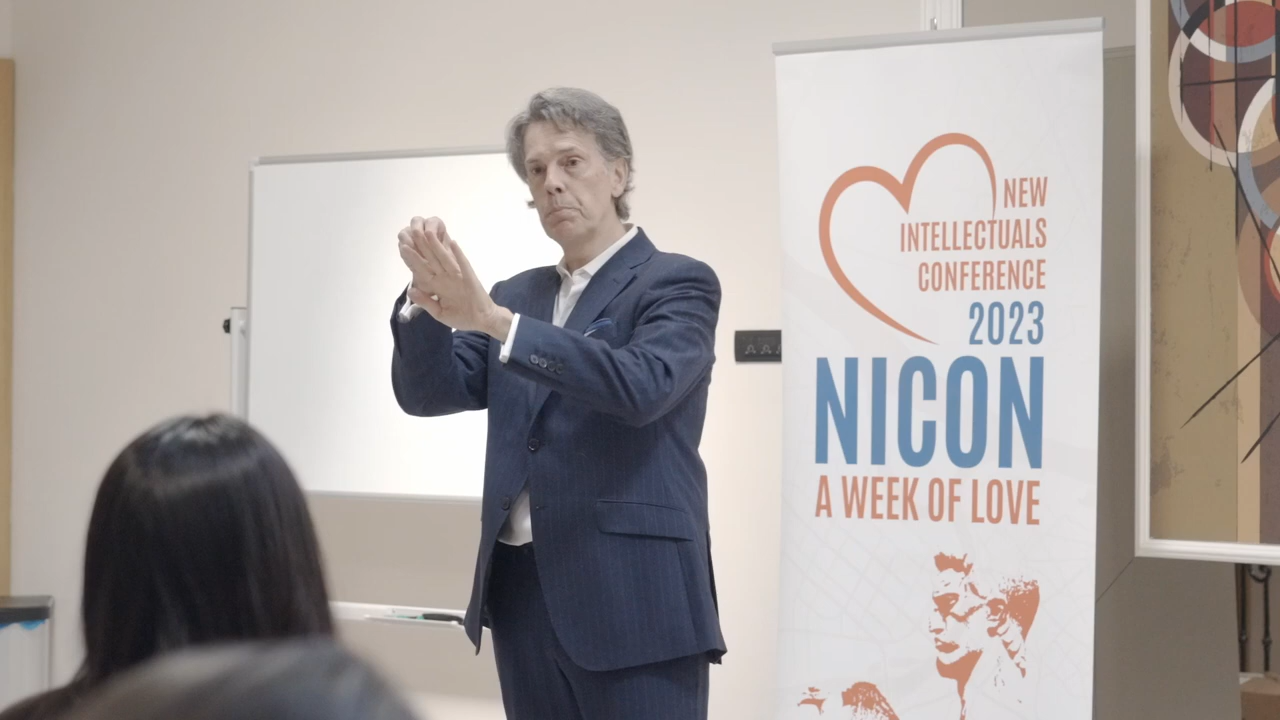 NEW
INTELLECTUALS
CONFERENCE
2023
NICON
A WEEK OF LOVE